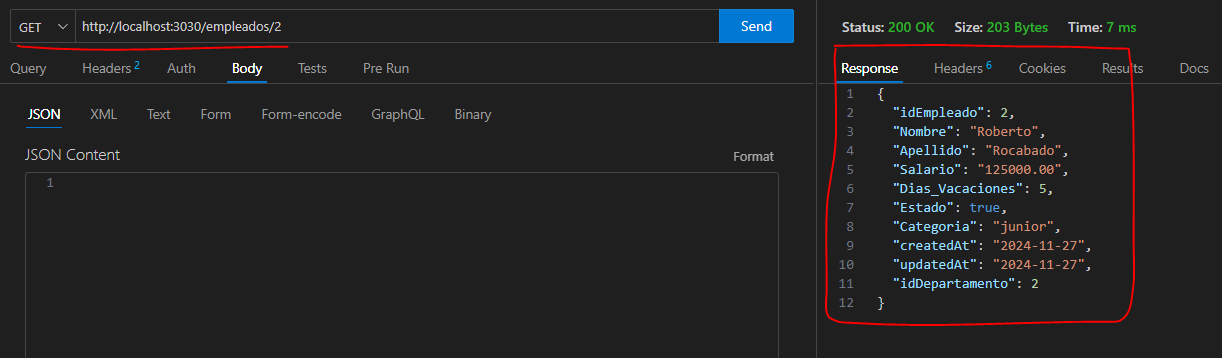 GET http://localhost:3030/empleados/2 Send
Query Headers 2 Auth Body Tests Pre Run
JSON XML Text Form Form-encode GraphQL Binary
JSON Content Format
1
Status: 200 OK Size: 203 Bytes Time: 7 ms
Response Headers 6 Cookies Results Docs
1 {
2 "idEmpleado": 2,
3 "Nombre": "Roberto",
4 "Apellido": "Rocabado",
5 "Salario": "125000.00",
6 "Dias_Vacaciones": 5,
7 "Estado": true,
8 "Categoria": "junior",
9 "createdAt": "2024-11-27",
10 "updatedAt": "2024-11-27",
11 "idDepartamento": 2
12 }